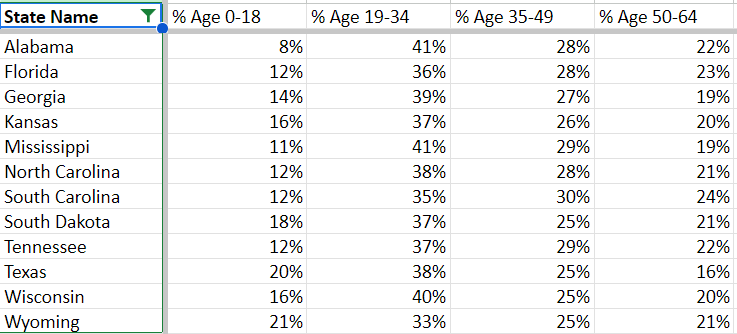 State Name % Age 0-18 % Age 19-34 % Age 35-49 % Age 50-64
Alabama 8% 41% 28% 22%
Florida 12% 36% 28% 23%
Georgia 14% 39% 27% 19%
Kansas 16% 37% 26% 20%
Mississippi 11% 41% 29% 19%
North Carolina 12% 38% 28% 21%
South Carolina 12% 35% 30% 24%
South Dakota 18% 37% 25% 21%
Tennessee 12% 37% 29% 22%
Texas 20% 38% 25% 16%
Wisconsin 16% 40% 25% 20%
Wyoming 21% 33% 25% 21%